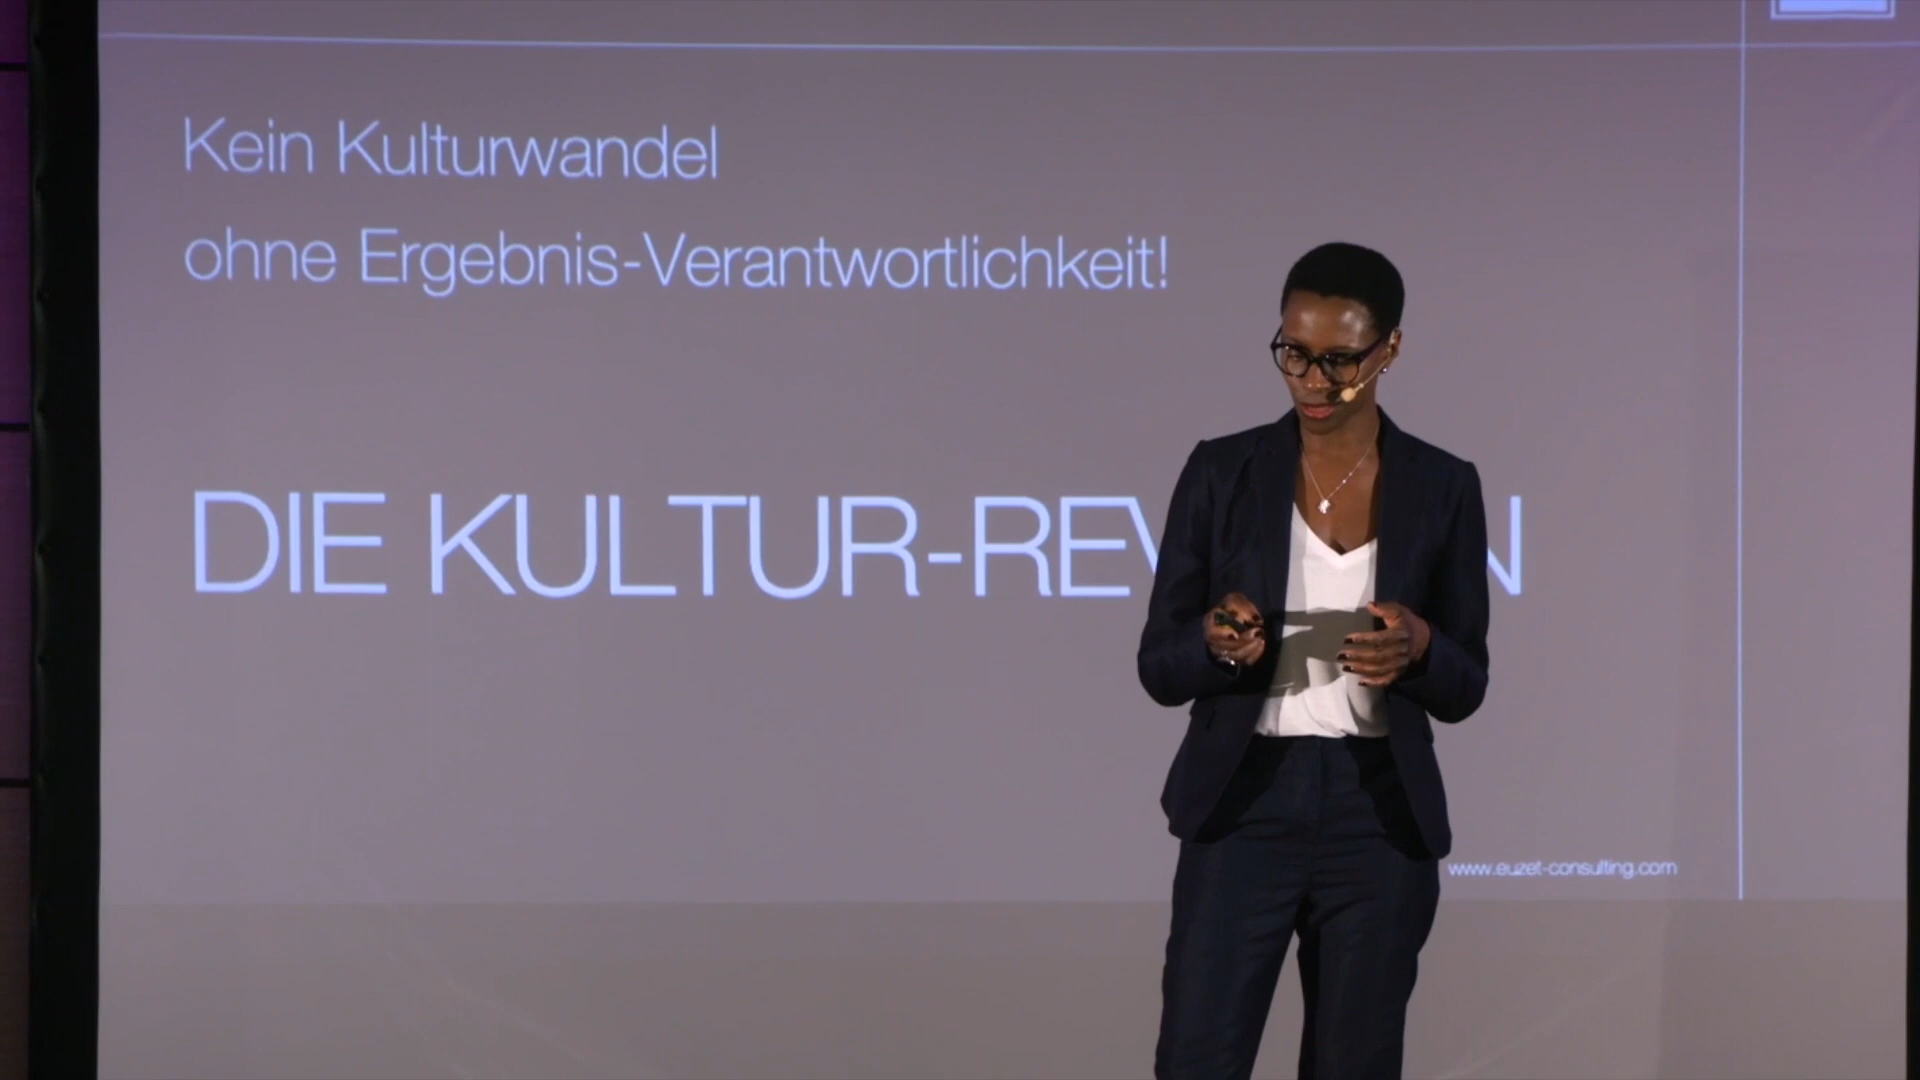 Kein Kulturwandel
ohne Ergebnis-Verantwortlichkeit!
DIE KULTUR-REV N
www.euzet-consulting.com